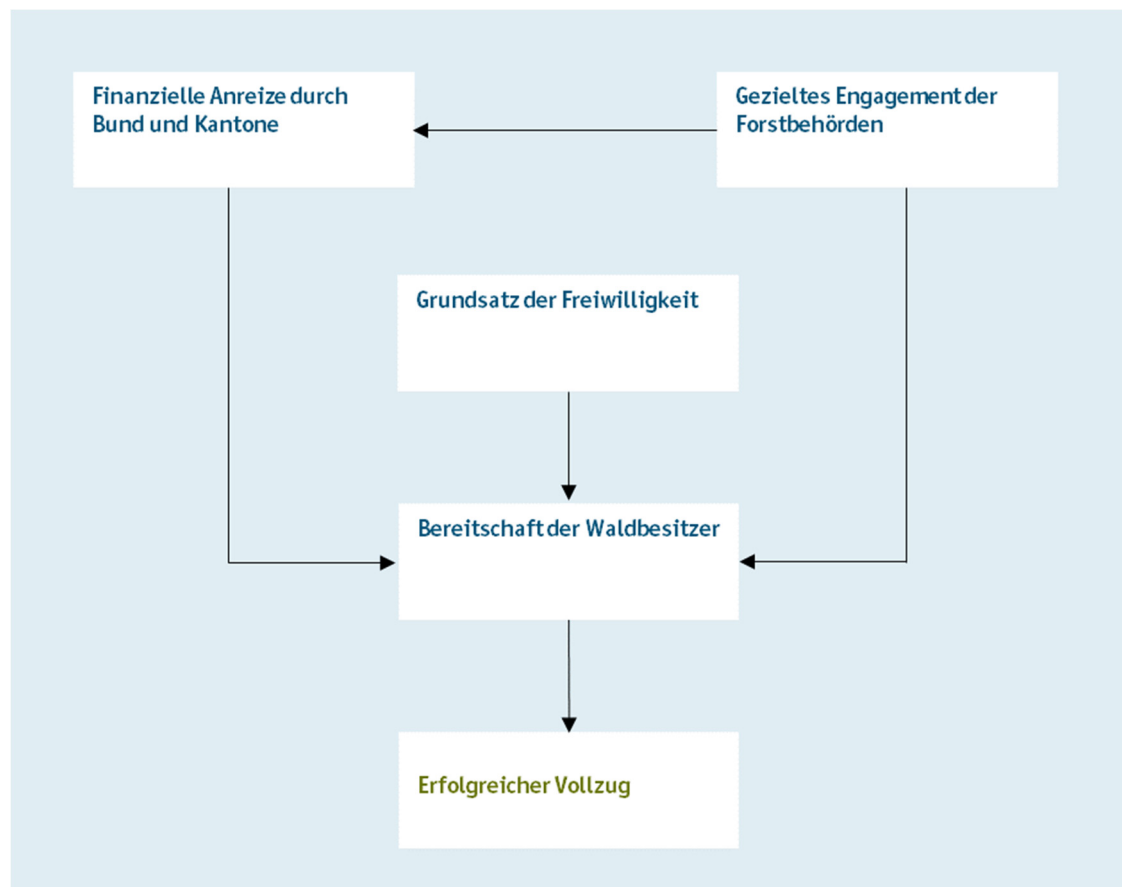 Finanzielle Anreize durch
Bund und Kantone
Gezieltes Engagement der
Forstbehörden
Grundsatz der Freiwilligkeit
Bereitschaft der Waldbesitzer
Erfolgreicher Vollzug